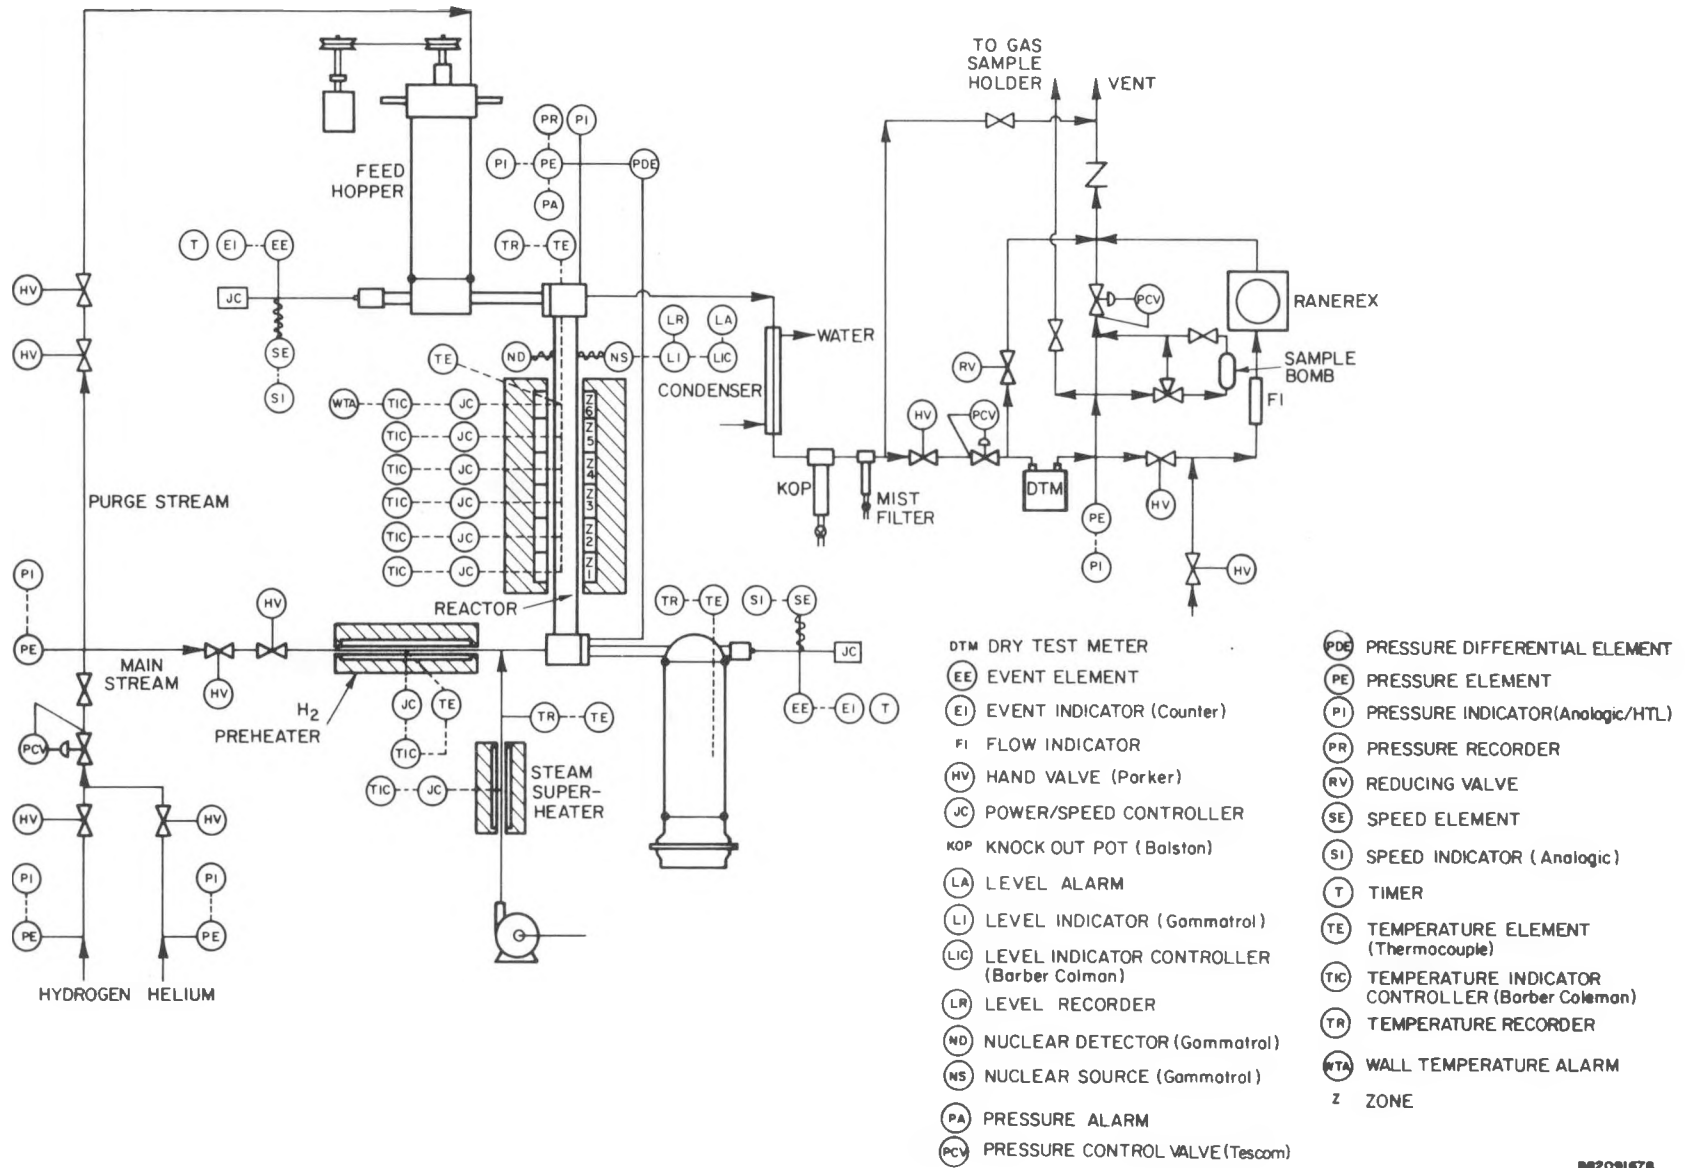 TO GAS
SAMPLE
HOLDER
VENT
PR
PI
PI
PE
PDE
PA
FEED
HOPPER
T
EI
EE
TR
TE
JC
HV
HV
SE
SI
LR
LA
ND
NS
LI
LIC
TE
WATER
CONDENSER
PCV
RANEREX
SAMPLE
BOMB
FI
RV
HV
PCV
WTA
TIC
JC
Z
6
TIC
JC
Z
5
TIC
JC
Z
4
TIC
JC
Z
3
TIC
JC
Z
2
TIC
JC
Z
1
KOP
MIST
FILTER
DTM
HV
PE
PI
HV
PURGE STREAM
REACTOR
PI
PE
HV
MAIN
STREAM
HV
H2
PREHEATER
JC
TE
TIC
TR
TE
SI
SE
JC
EE
EI
T
TR
TE
PCV
STEAM
SUPER-
HEATER
TIC
JC
HV
HV
PI
PI
PE
PE
HYDROGEN
HELIUM
DTM DRY TEST METER
EE EVENT ELEMENT
EI EVENT INDICATOR (Counter)
FI FLOW INDICATOR
HV HAND VALVE (Parker)
JC POWER/SPEED CONTROLLER
KOP KNOCK OUT POT (Balston)
LA LEVEL ALARM
LI LEVEL INDICATOR (Gammatrol)
LIC LEVEL INDICATOR CONTROLLER
(Barber Colman)
LR LEVEL RECORDER
ND NUCLEAR DETECTOR (Gammatrol)
NS NUCLEAR SOURCE (Gammatrol)
PA PRESSURE ALARM
PCV PRESSURE CONTROL VALVE (Tescom)
PDE PRESSURE DIFFERENTIAL ELEMENT
PE PRESSURE ELEMENT
PI PRESSURE INDICATOR (Analogic/HTL)
PR PRESSURE RECORDER
RV REDUCING VALVE
SE SPEED ELEMENT
SI SPEED INDICATOR (Analogic)
T TIMER
TE TEMPERATURE ELEMENT
(Thermocouple)
TIC TEMPERATURE INDICATOR
CONTROLLER (Barber Coleman)
TR TEMPERATURE RECORDER
WTA WALL TEMPERATURE ALARM
Z ZONE